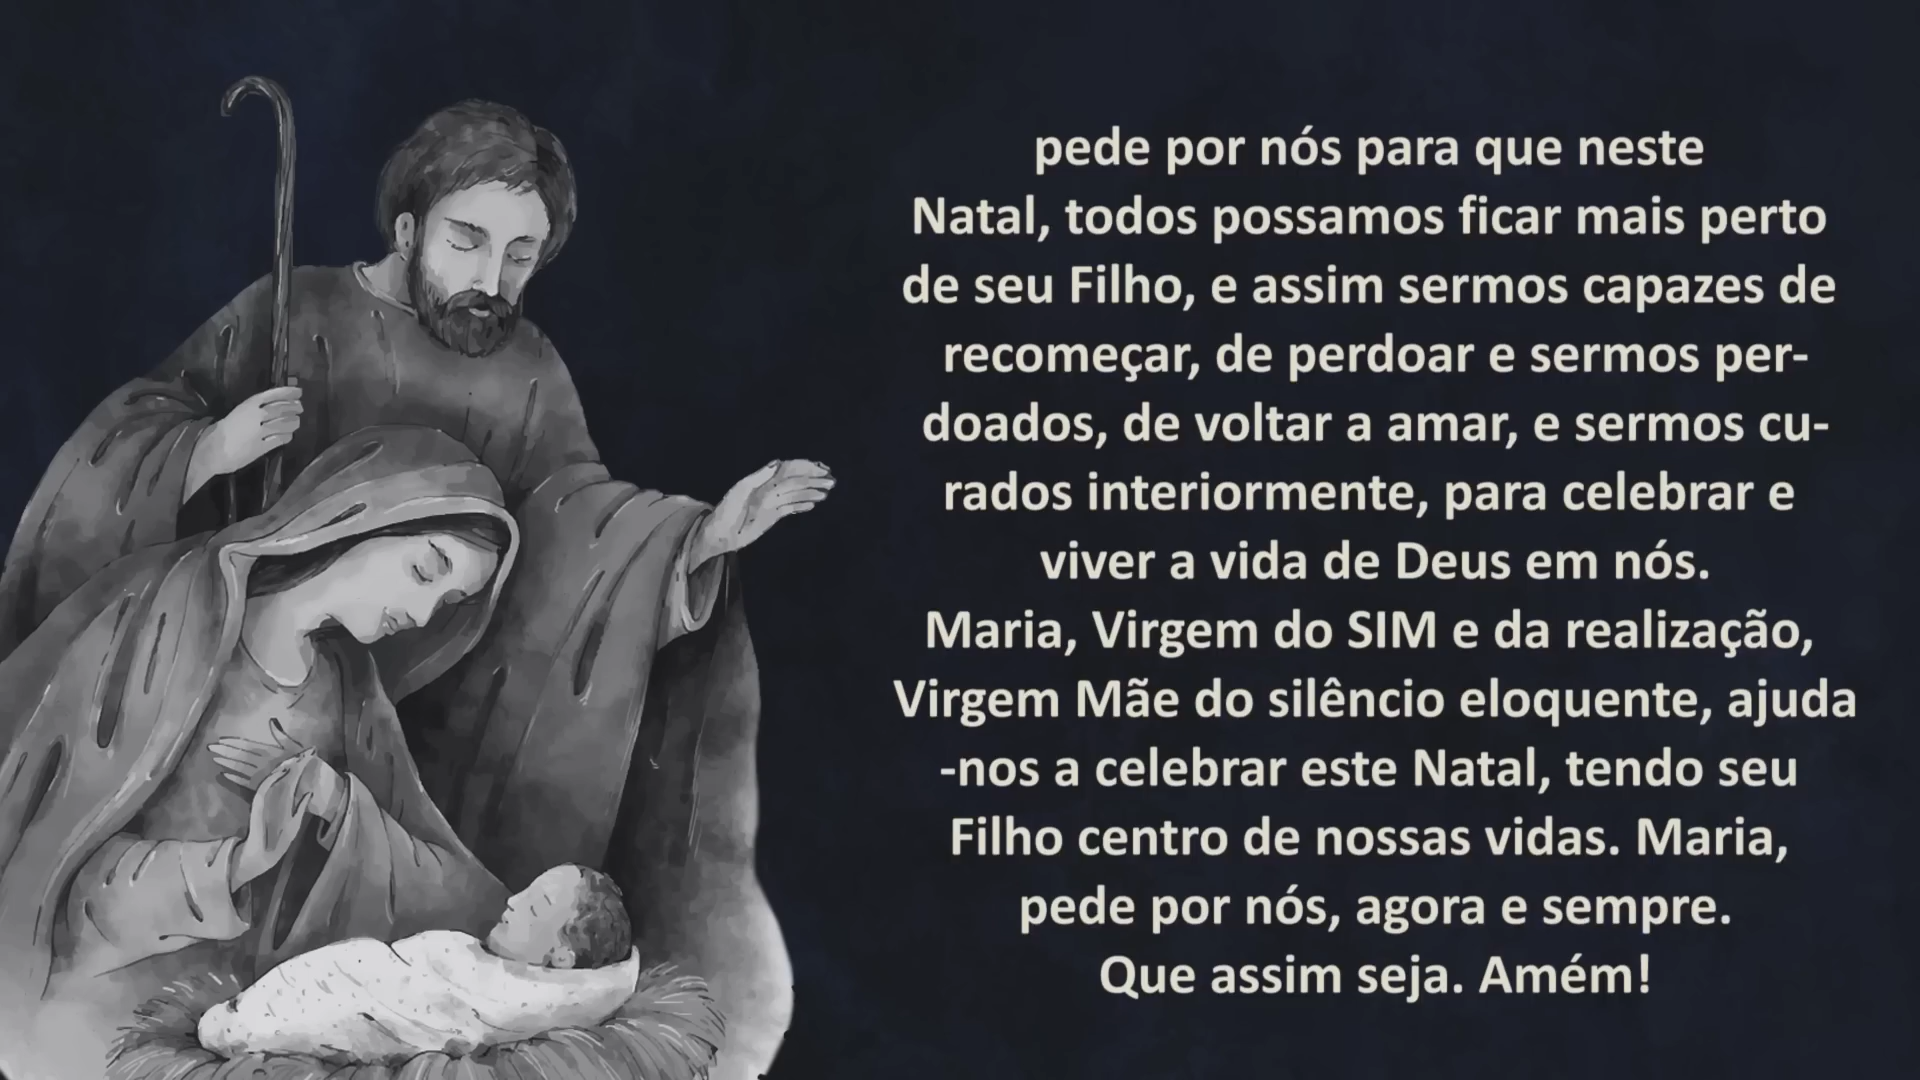 pede por nós para que neste
Natal, todos possamos ficar mais perto
de seu Filho, e assim sermos capazes de
recomeçar, de perdoar e sermos per-
doados, de voltar a amar, e sermos cu-
rados interiormente, para celebrar e
viver a vida de Deus em nós.
Maria, Virgem do SIM e da realização,
Virgem Mãe do silêncio eloquente, ajuda
-nos a celebrar este Natal, tendo seu
Filho centro de nossas vidas. Maria,
pede por nós, agora e sempre.
Que assim seja. Amém!